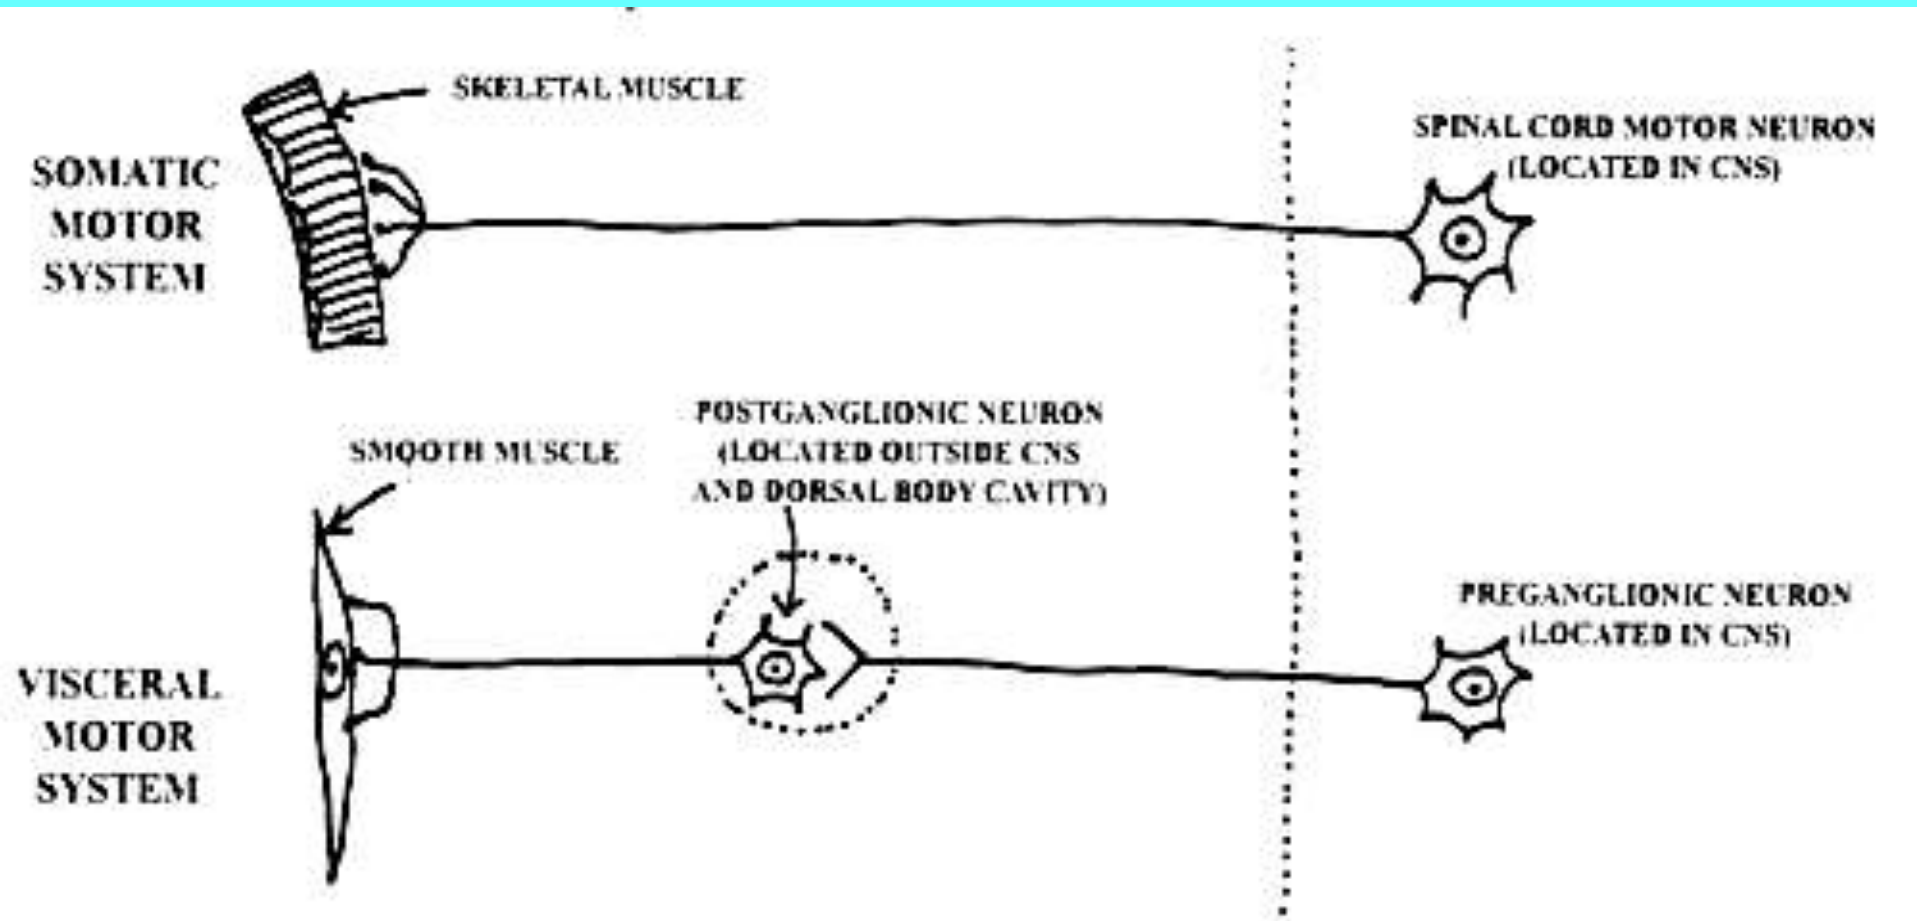 SKELETAL MUSCLE
SPINAL CORD MOTOR NEURON
(LOCATED IN CNS)
SOMATIC
MOTOR
SYSTEM
POSTGANGLIONIC NEURON
(LOCATED OUTSIDE CNS
AND DORSAL BODY CAVITY)
SMOOTH MUSCLE
PREGANGLIONIC NEURON
(LOCATED IN CNS)
VISCERAL
MOTOR
SYSTEM